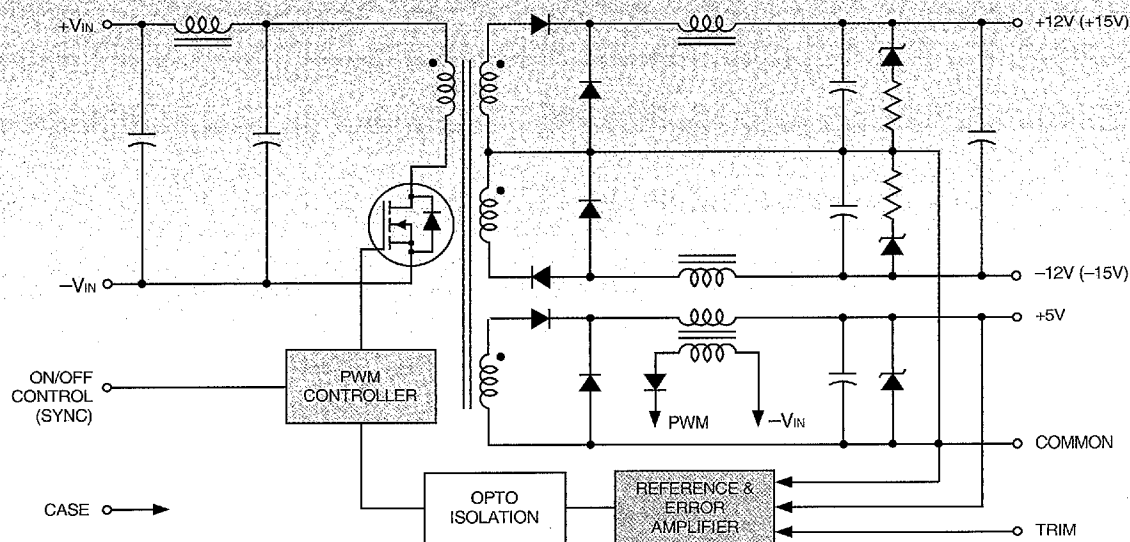 +VIN
+12V (+15V)
–VIN
–12V (–15V)
+5V
ON/OFF
CONTROL
(SYNC)
PWM
CONTROLLER
PWM
–VIN
COMMON
CASE
OPTO
ISOLATION
REFERENCE &
ERROR
AMPLIFIER
TRIM